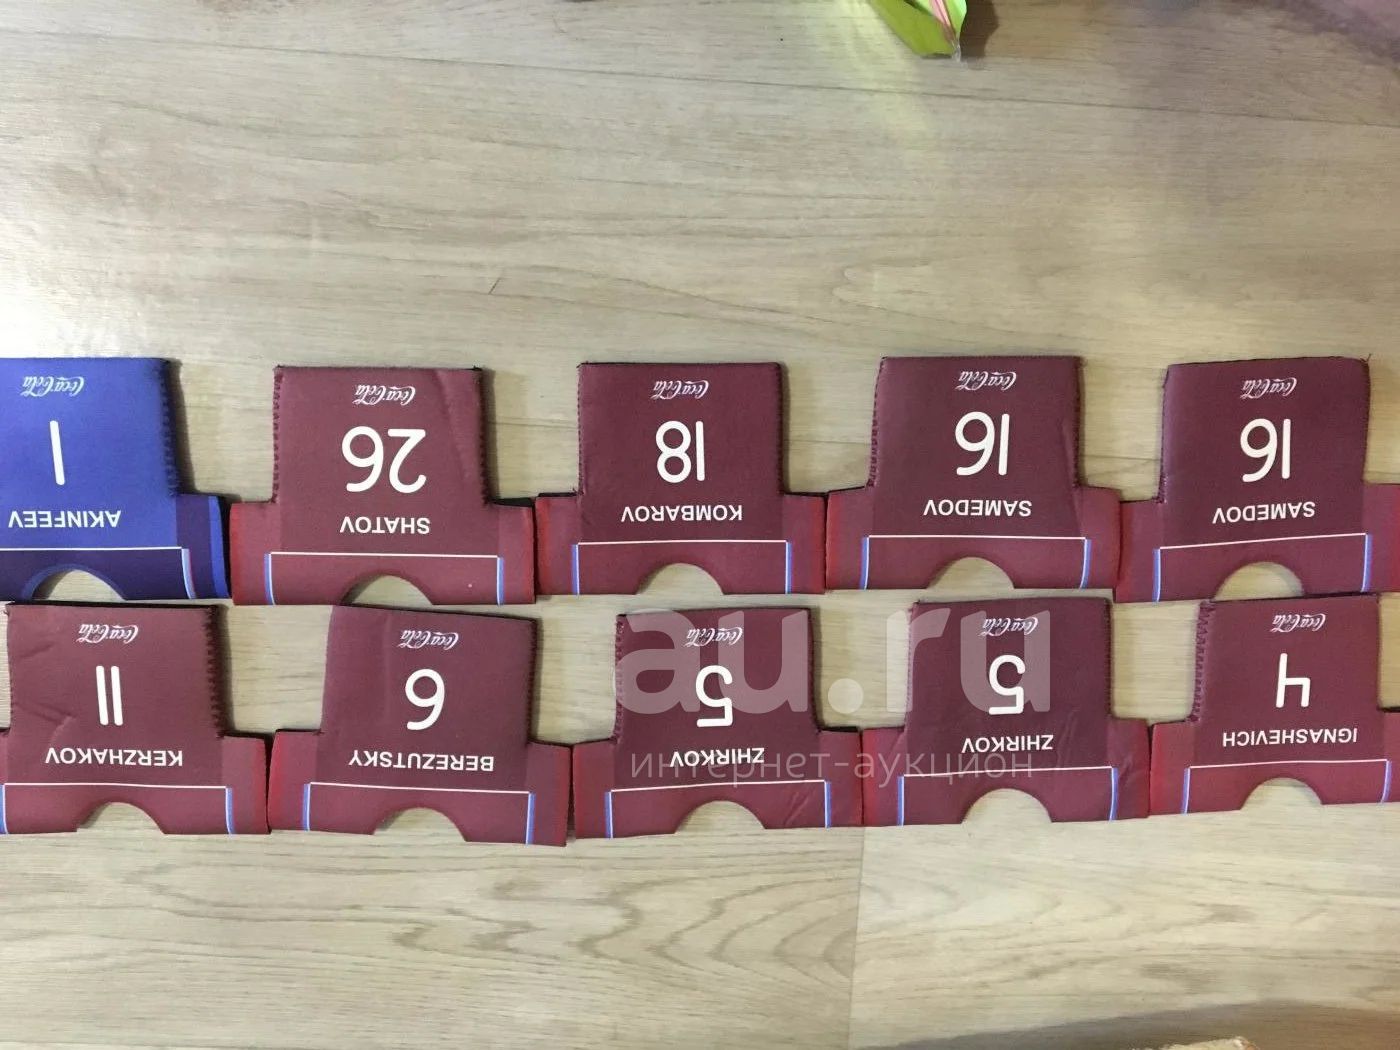 Coca-Cola
1
AKINFEEV
Coca-Cola
26
SHATOV
Coca-Cola
18
KOMBAROV
Coca-Cola
16
SAMEDOV
Coca-Cola
16
SAMEDOV
Coca-Cola
11
KERZHAKOV
Coca-Cola
6
BEREZUTSKY
Coca-Cola
5
ZHIRKOV
Coca-Cola
5
ZHIRKOV
Coca-Cola
4
IGNASHEVICH
au.ru
интернет-аукцион